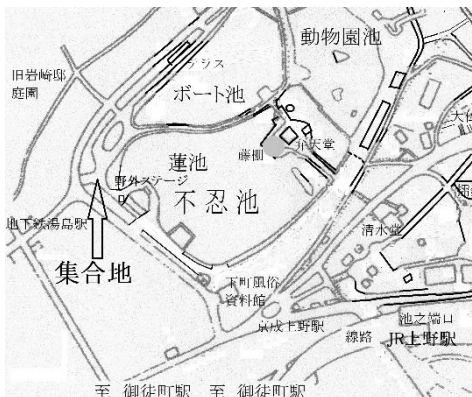 動物園池
旧岩崎邸
庭園
ボート池
弁天堂
藤棚
蓮池
野外ステージ
不忍池
地下鉄湯島駅
清水堂
集合地
下町風俗
資料館
京成上野駅
池之端口
線路
JR上野駅
至 御徒町駅
至 御徒町駅